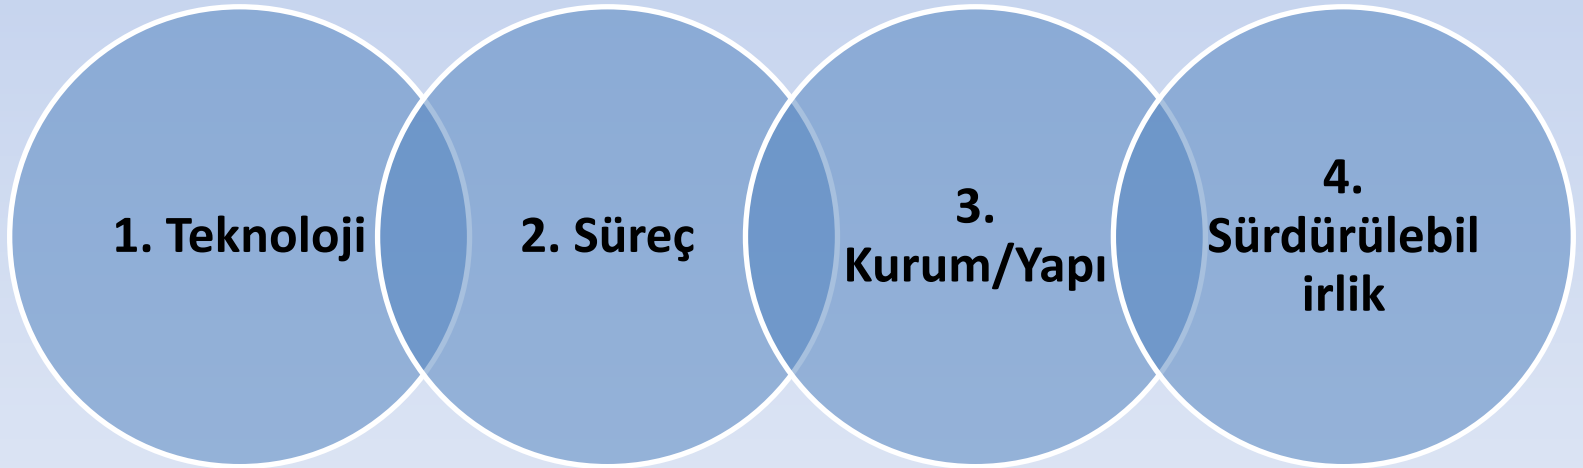 1. Teknoloji
2. Süreç
3.
Kurum/Yapı
4.
Sürdürülebil
irlik